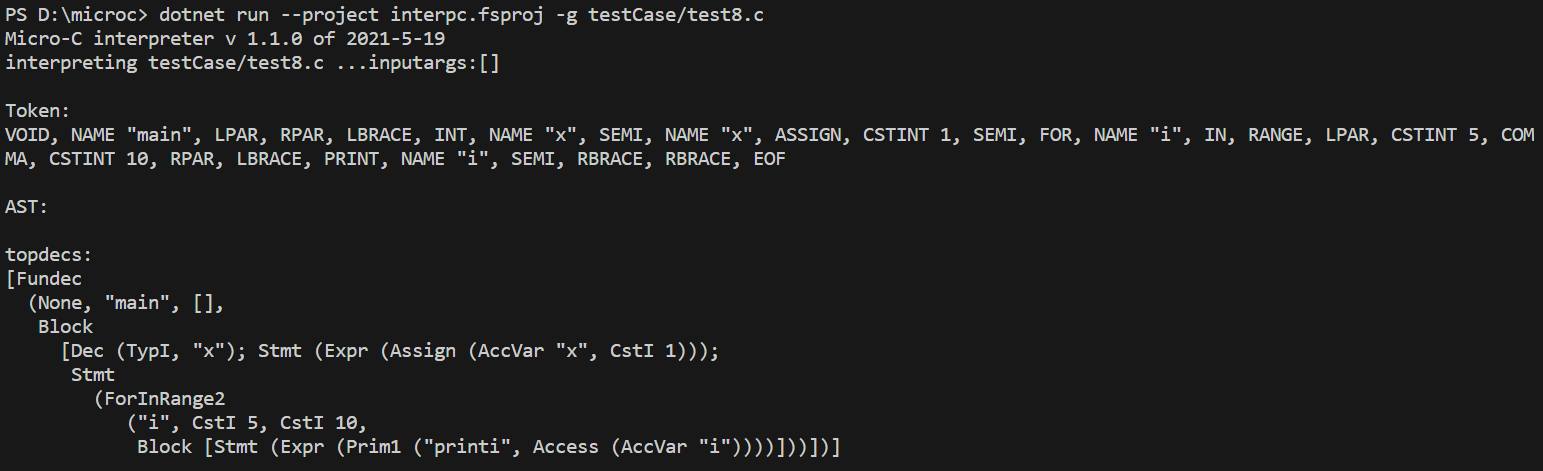 PS D:\microc> dotnet run --project interpc.fsproj -g testCase/test8.c
Micro-C interpreter v 1.1.0 of 2021-5-19
interpreting testCase/test8.c ...inputargs:[]
Token:
VOID, NAME "main", LPAR, RPAR, LBRACE, INT, NAME "x", SEMI, NAME "x", ASSIGN, CSTINT 1, SEMI, FOR, NAME "i", IN, RANGE, LPAR, CSTINT 5, COM
MA, CSTINT 10, RPAR, LBRACE, PRINT, NAME "i", SEMI, RBRACE, RBRACE, EOF
AST:
topdecs:
[Fundec
  (None, "main", [],
   Block
     [Dec (TypI, "x"); Stmt (Expr (Assign (AccVar "x", CstI 1)));
      Stmt
        (ForInRange2
           ("i", CstI 5, CstI 10,
            Block [Stmt (Expr (Prim1 ("printi", Access (AccVar "i"))))]))])]